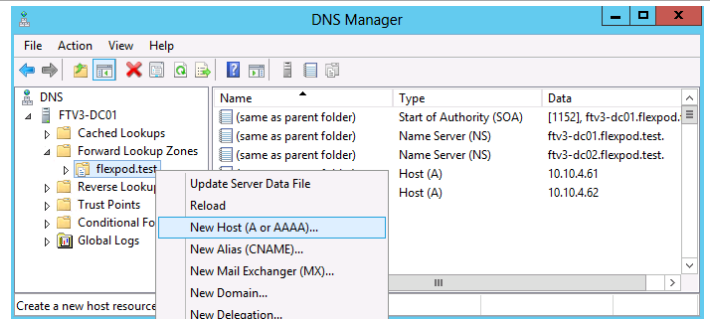 DNS Manager
File Action View Help
DNS
FTV3-DC01
Cached Lookups
Forward Lookup Zones
flexpod.test
Reverse Looku
Trust Points
Conditional Fo
Global Logs
Name Type Data
(same as parent folder) Start of Authority (SOA) [1152], ftv3-dc01.flexpod.
(same as parent folder) Name Server (NS) ftv3-dc01.flexpod.test.
(same as parent folder) Name Server (NS) ftv3-dc02.flexpod.test.
Host (A) 10.10.4.61
Host (A) 10.10.4.62
Update Server Data File
Reload
New Host (A or AAAA)...
New Alias (CNAME)...
New Mail Exchanger (MX)...
New Domain...
New Delegation...
Create a new host resource